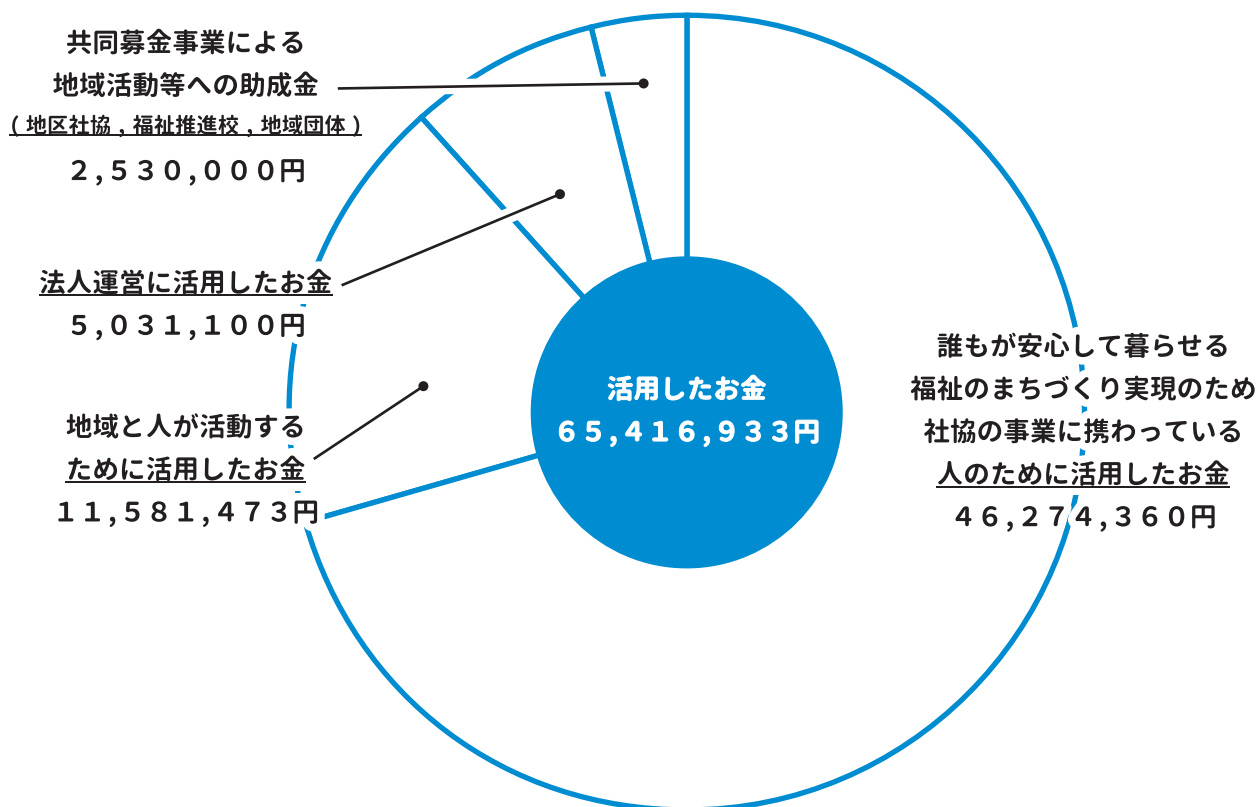 共同募金事業による
地域活動等への助成金
(地区社協,福祉推進校,地域団体)
2,530,000円
法人運営に活用したお金
5,031,100円
地域と人が活動する
ために活用したお金
11,581,473円
活用したお金
65,416,933円
誰もが安心して暮らせる
福祉のまちづくり実現のため
社協の事業に携わっている
人のために活用したお金
46,274,360円